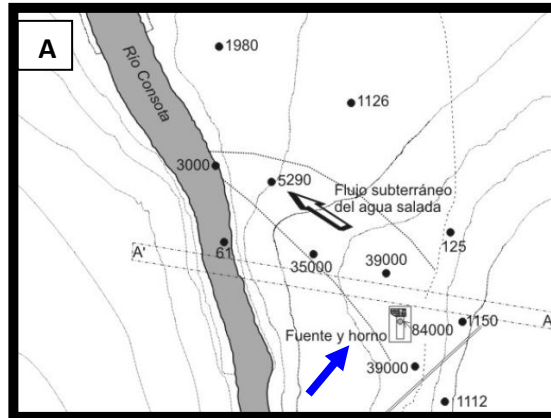 A
1980
Río Consota
1126
3000
5290
Flujo subterráneo
del agua salada
61
125
A'
35000
39000
A
84000
1150
Fuente y horno
39000
1112